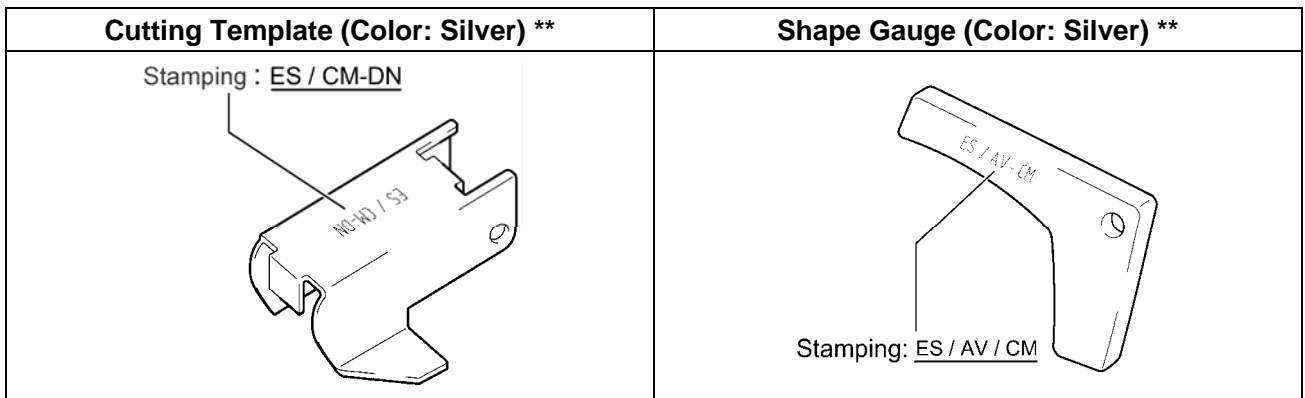 Cutting Template (Color: Silver) **
Shape Gauge (Color: Silver) **
Stamping : ES / CM-DN
ES / CM-DN
ES / AV-CM
Stamping: ES / AV / CM